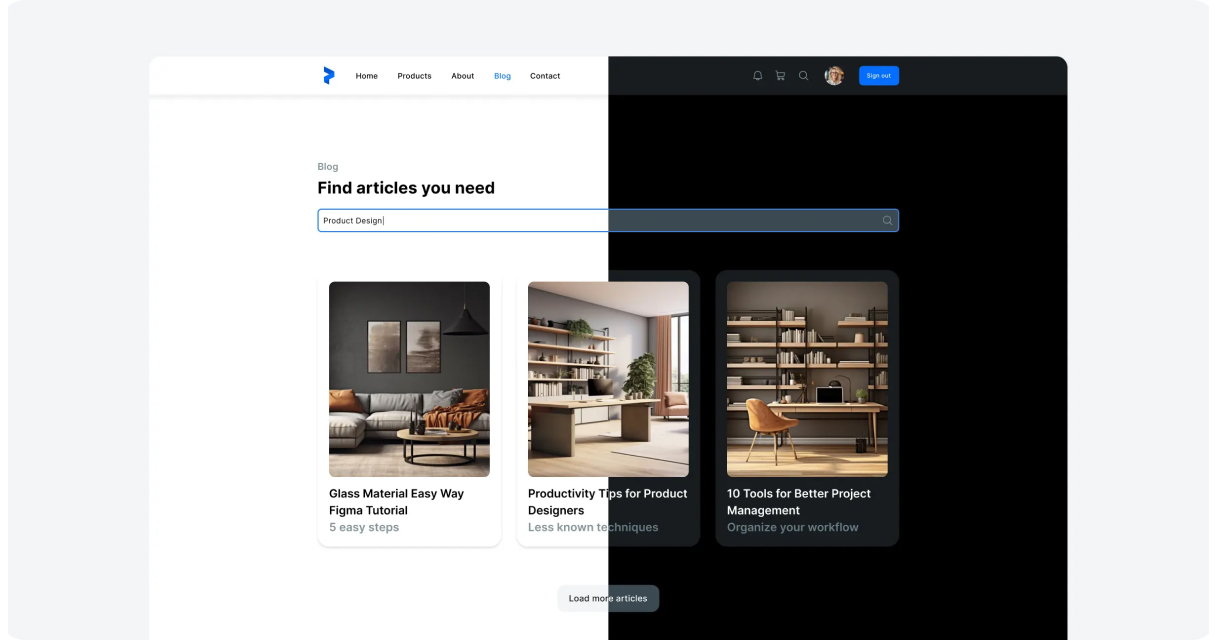 Home Products About Blog Contact Sign out
Blog
Find articles you need
Product Design
Glass Material Easy Way
Figma Tutorial
5 easy steps
Productivity Tips for Product
Designers
Less known techniques
10 Tools for Better Project
Management
Organize your workflow
Load more articles